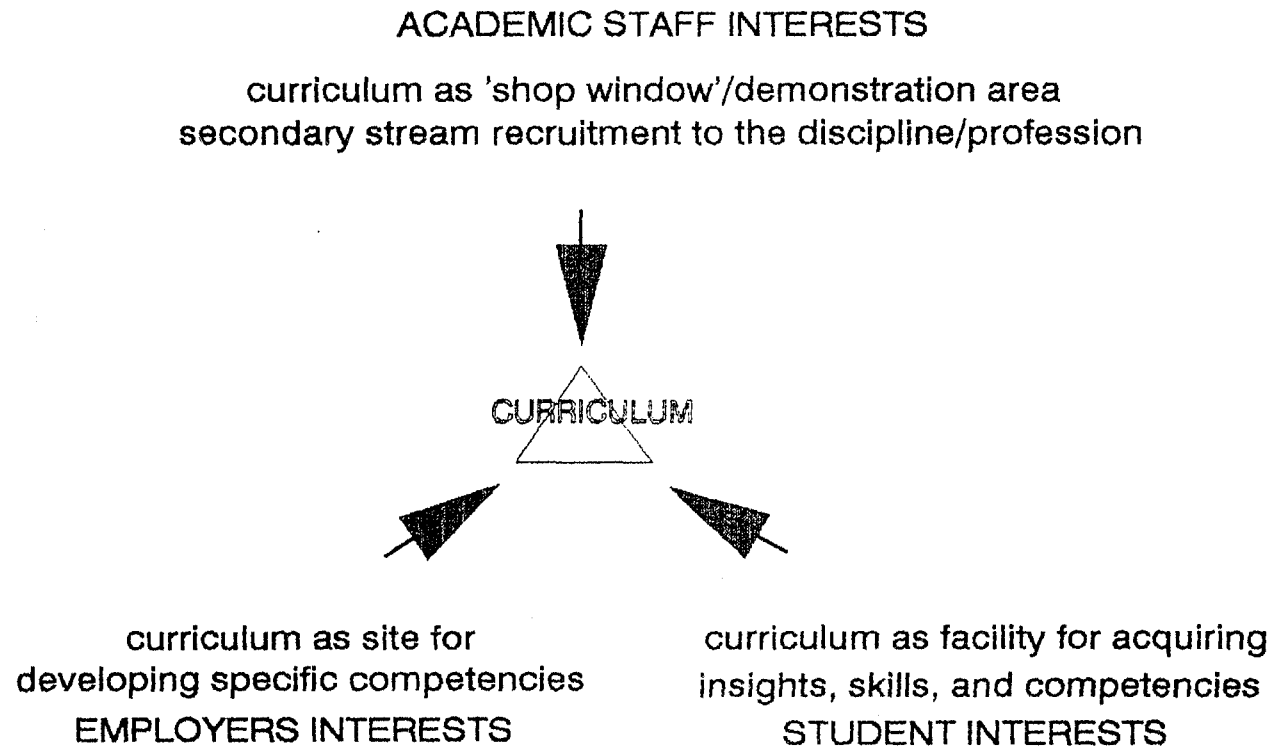 ACADEMIC STAFF INTERESTS
curriculum as 'shop window'/demonstration area
secondary stream recruitment to the discipline/profession
CURRICULUM
curriculum as site for
developing specific competencies
EMPLOYERS INTERESTS
curriculum as facility for acquiring
insights, skills, and competencies
STUDENT INTERESTS